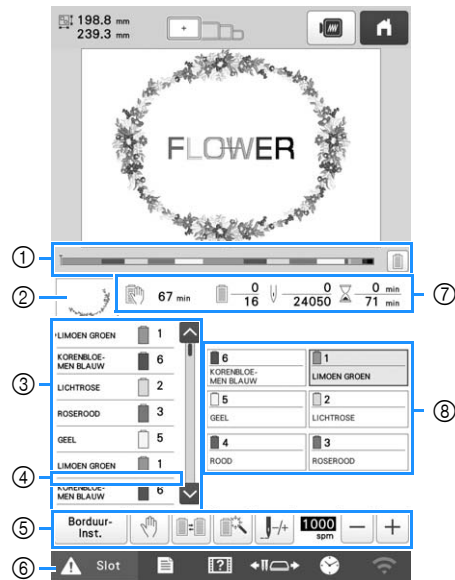 198.8 mm
239.3 mm
FLOWER
①
②
67 min
0 0 0 min
16 24050 71 min
⑦
③
LIMOEN GROEN 1
KORENBLOE-
MEN BLAUW 6
LICHTROSE 2
ROSEROOD 3
GEEL 5
LIMOEN GROEN 1
④
KORENBLOE-
MEN BLAUW 6
6
KORENBLOE-
MEN BLAUW
1
LIMOEN GROEN
5
GEEL
2
LICHTROSE
4
ROOD
3
ROSEROOD
⑧
⑤
Borduur-
Inst.
-/+
1000
spm
− +
⑥
Slot